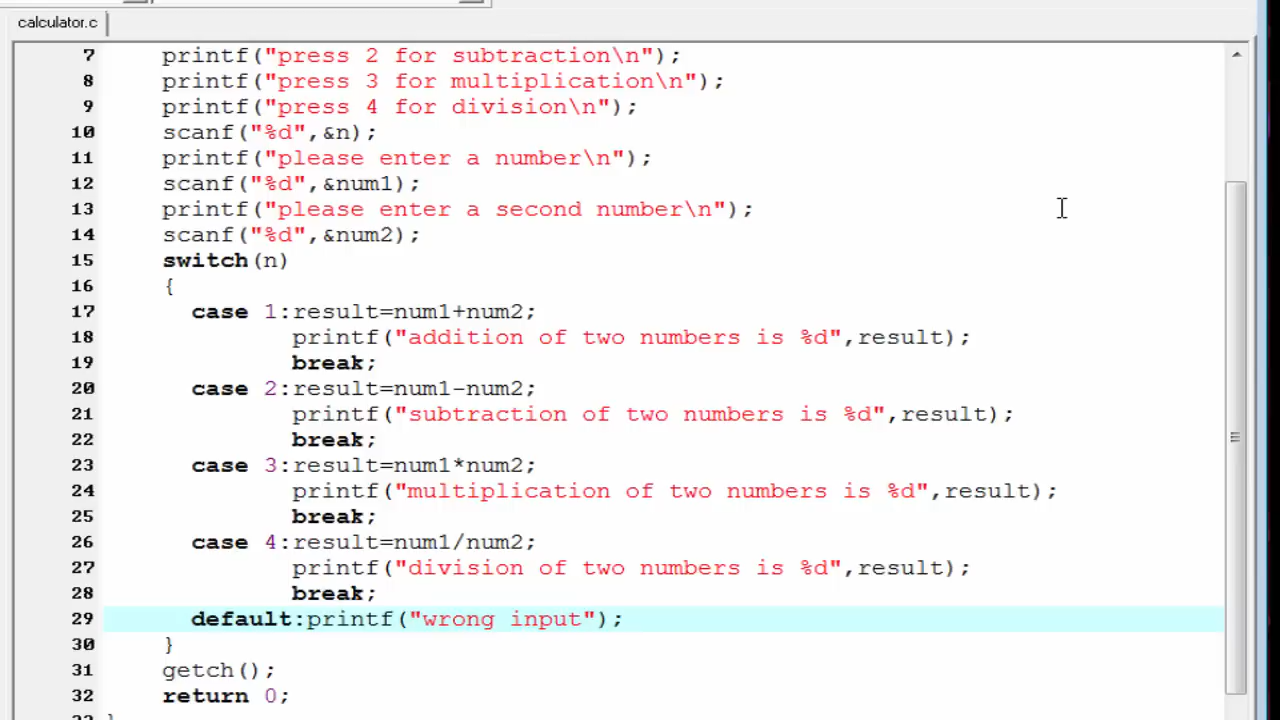 calculator.c
7 printf("press 2 for subtraction\n");
8 printf("press 3 for multiplication\n");
9 printf("press 4 for division\n");
10 scanf("%d",&n);
11 printf("please enter a number\n");
12 scanf("%d",&num1);
13 printf("please enter a second number\n");
14 scanf("%d",&num2);
15 switch(n)
16 {
17 case 1:result=num1+num2;
18 printf("addition of two numbers is %d",result);
19 break;
20 case 2:result=num1-num2;
21 printf("subtraction of two numbers is %d",result);
22 break;
23 case 3:result=num1*num2;
24 printf("multiplication of two numbers is %d",result);
25 break;
26 case 4:result=num1/num2;
27 printf("division of two numbers is %d",result);
28 break;
29 default:printf("wrong input");
30 }
31 getch();
32 return 0;
33 }